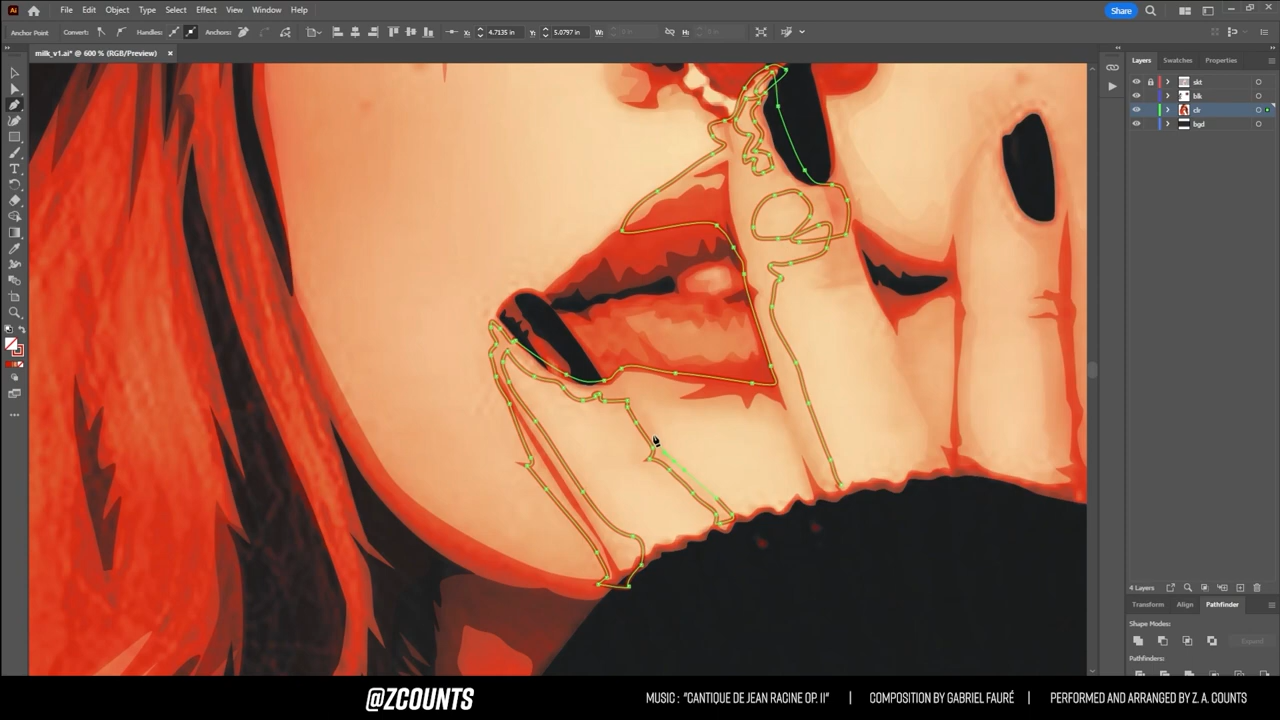 Ai File Edit Object Type Select Effect View Window Help Share
Anchor Point Convert: Handles: Anchors: X: 4.7135 in Y: 5.0797 in W: H:
milk_v1.ai* @ 600 % (RGB/Preview) ×
Layers Swatches Properties
skt
blk
clr
bgd
4 Layers
Transform Align Pathfinder
Shape Modes:
Expand
Pathfinders:
@ZCOUNTS
MUSIC : "CANTIQUE DE JEAN RACINE OP. 11" | COMPOSITION BY GABRIEL FAURÉ | PERFORMED AND ARRANGED BY Z. A. COUNTS